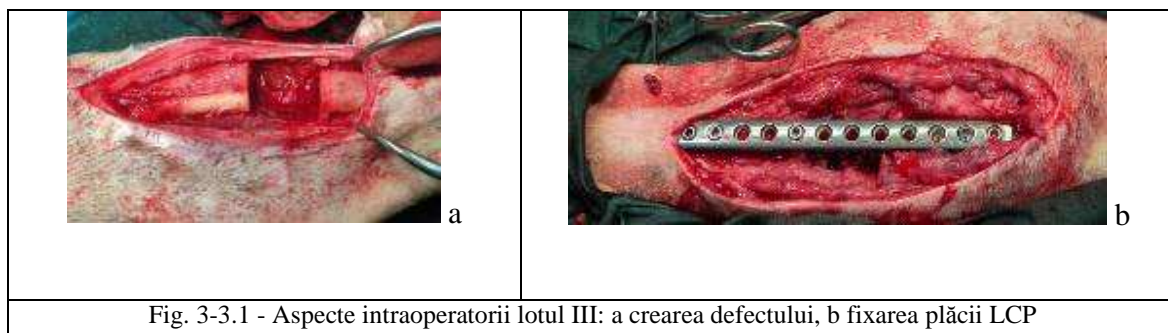 a
b
Fig. 3-3.1 - Aspecte intraoperatorii lotul III: a crearea defectului, b fixarea plăcii LCP